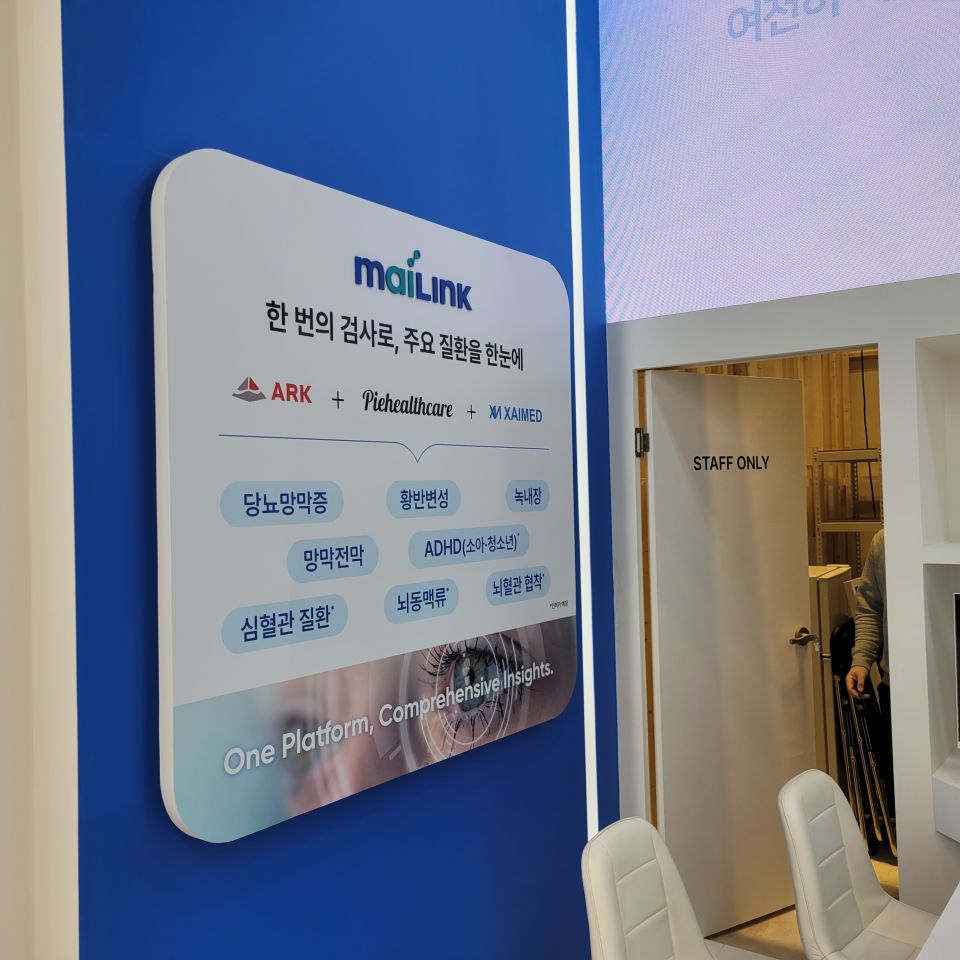 maiLINK
한 번의 검사로, 주요 질환을 한눈에
ARK + Piehealthcare + XAIMED
당뇨망막증 황반변성 녹내장
망막전막 ADHD(소아·청소년)*
심혈관 질환* 뇌동맥류* 뇌혈관 협착*
One Platform, Comprehensive Insights.
STAFF ONLY